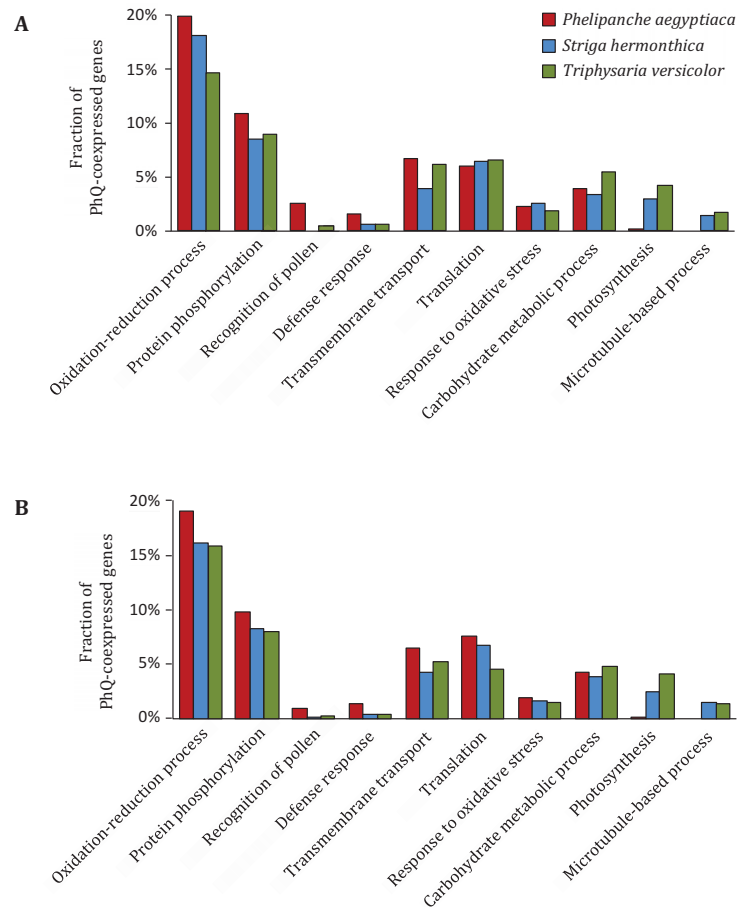 A
Fraction of
PhQ-coexpressed genes
20%
15%
10%
5%
0%
Phelipanche aegyptiaca
Striga hermonthica
Triphysaria versicolor
Oxidation-reduction process
Protein phosphorylation
Recognition of pollen
Defense response
Transmembrane transport
Translation
Response to oxidative stress
Carbohydrate metabolic process
Photosynthesis
Microtubule-based process
B
Fraction of
PhQ-coexpressed genes
20%
15%
10%
5%
0%
Oxidation-reduction process
Protein phosphorylation
Recognition of pollen
Defense response
Transmembrane transport
Translation
Response to oxidative stress
Carbohydrate metabolic process
Photosynthesis
Microtubule-based process